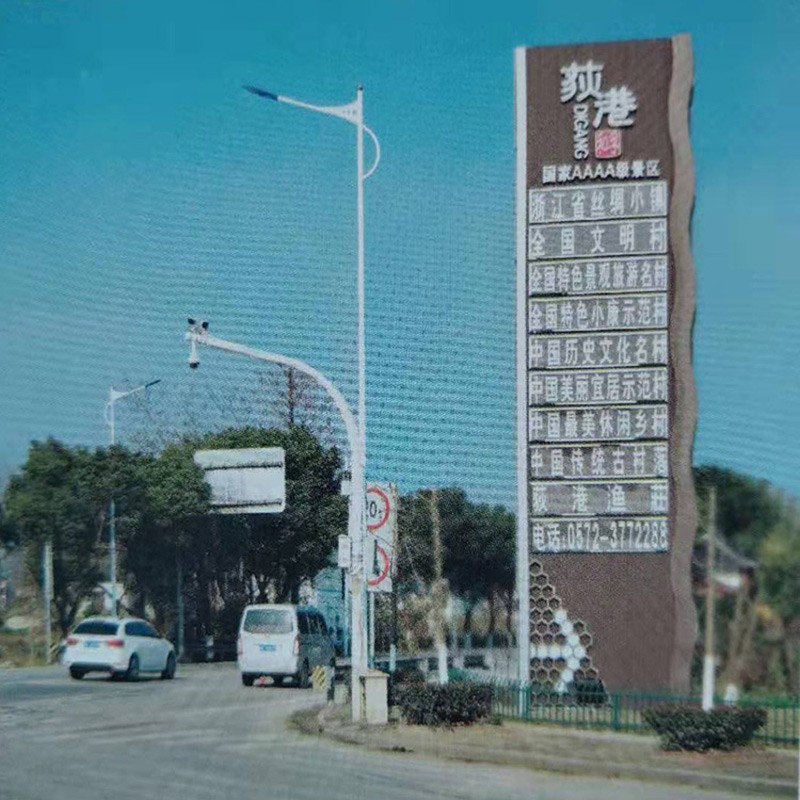 荻港
DIGANG
国家AAAA级景区
浙江省丝绸小镇
全国文明村
全国特色景观旅游名村
全国特色小康示范村
中国历史文化名村
中国美丽宜居示范村
中国最美休闲乡村
中国传统古村落
荻港渔庄
电话:0572-3772288
20t